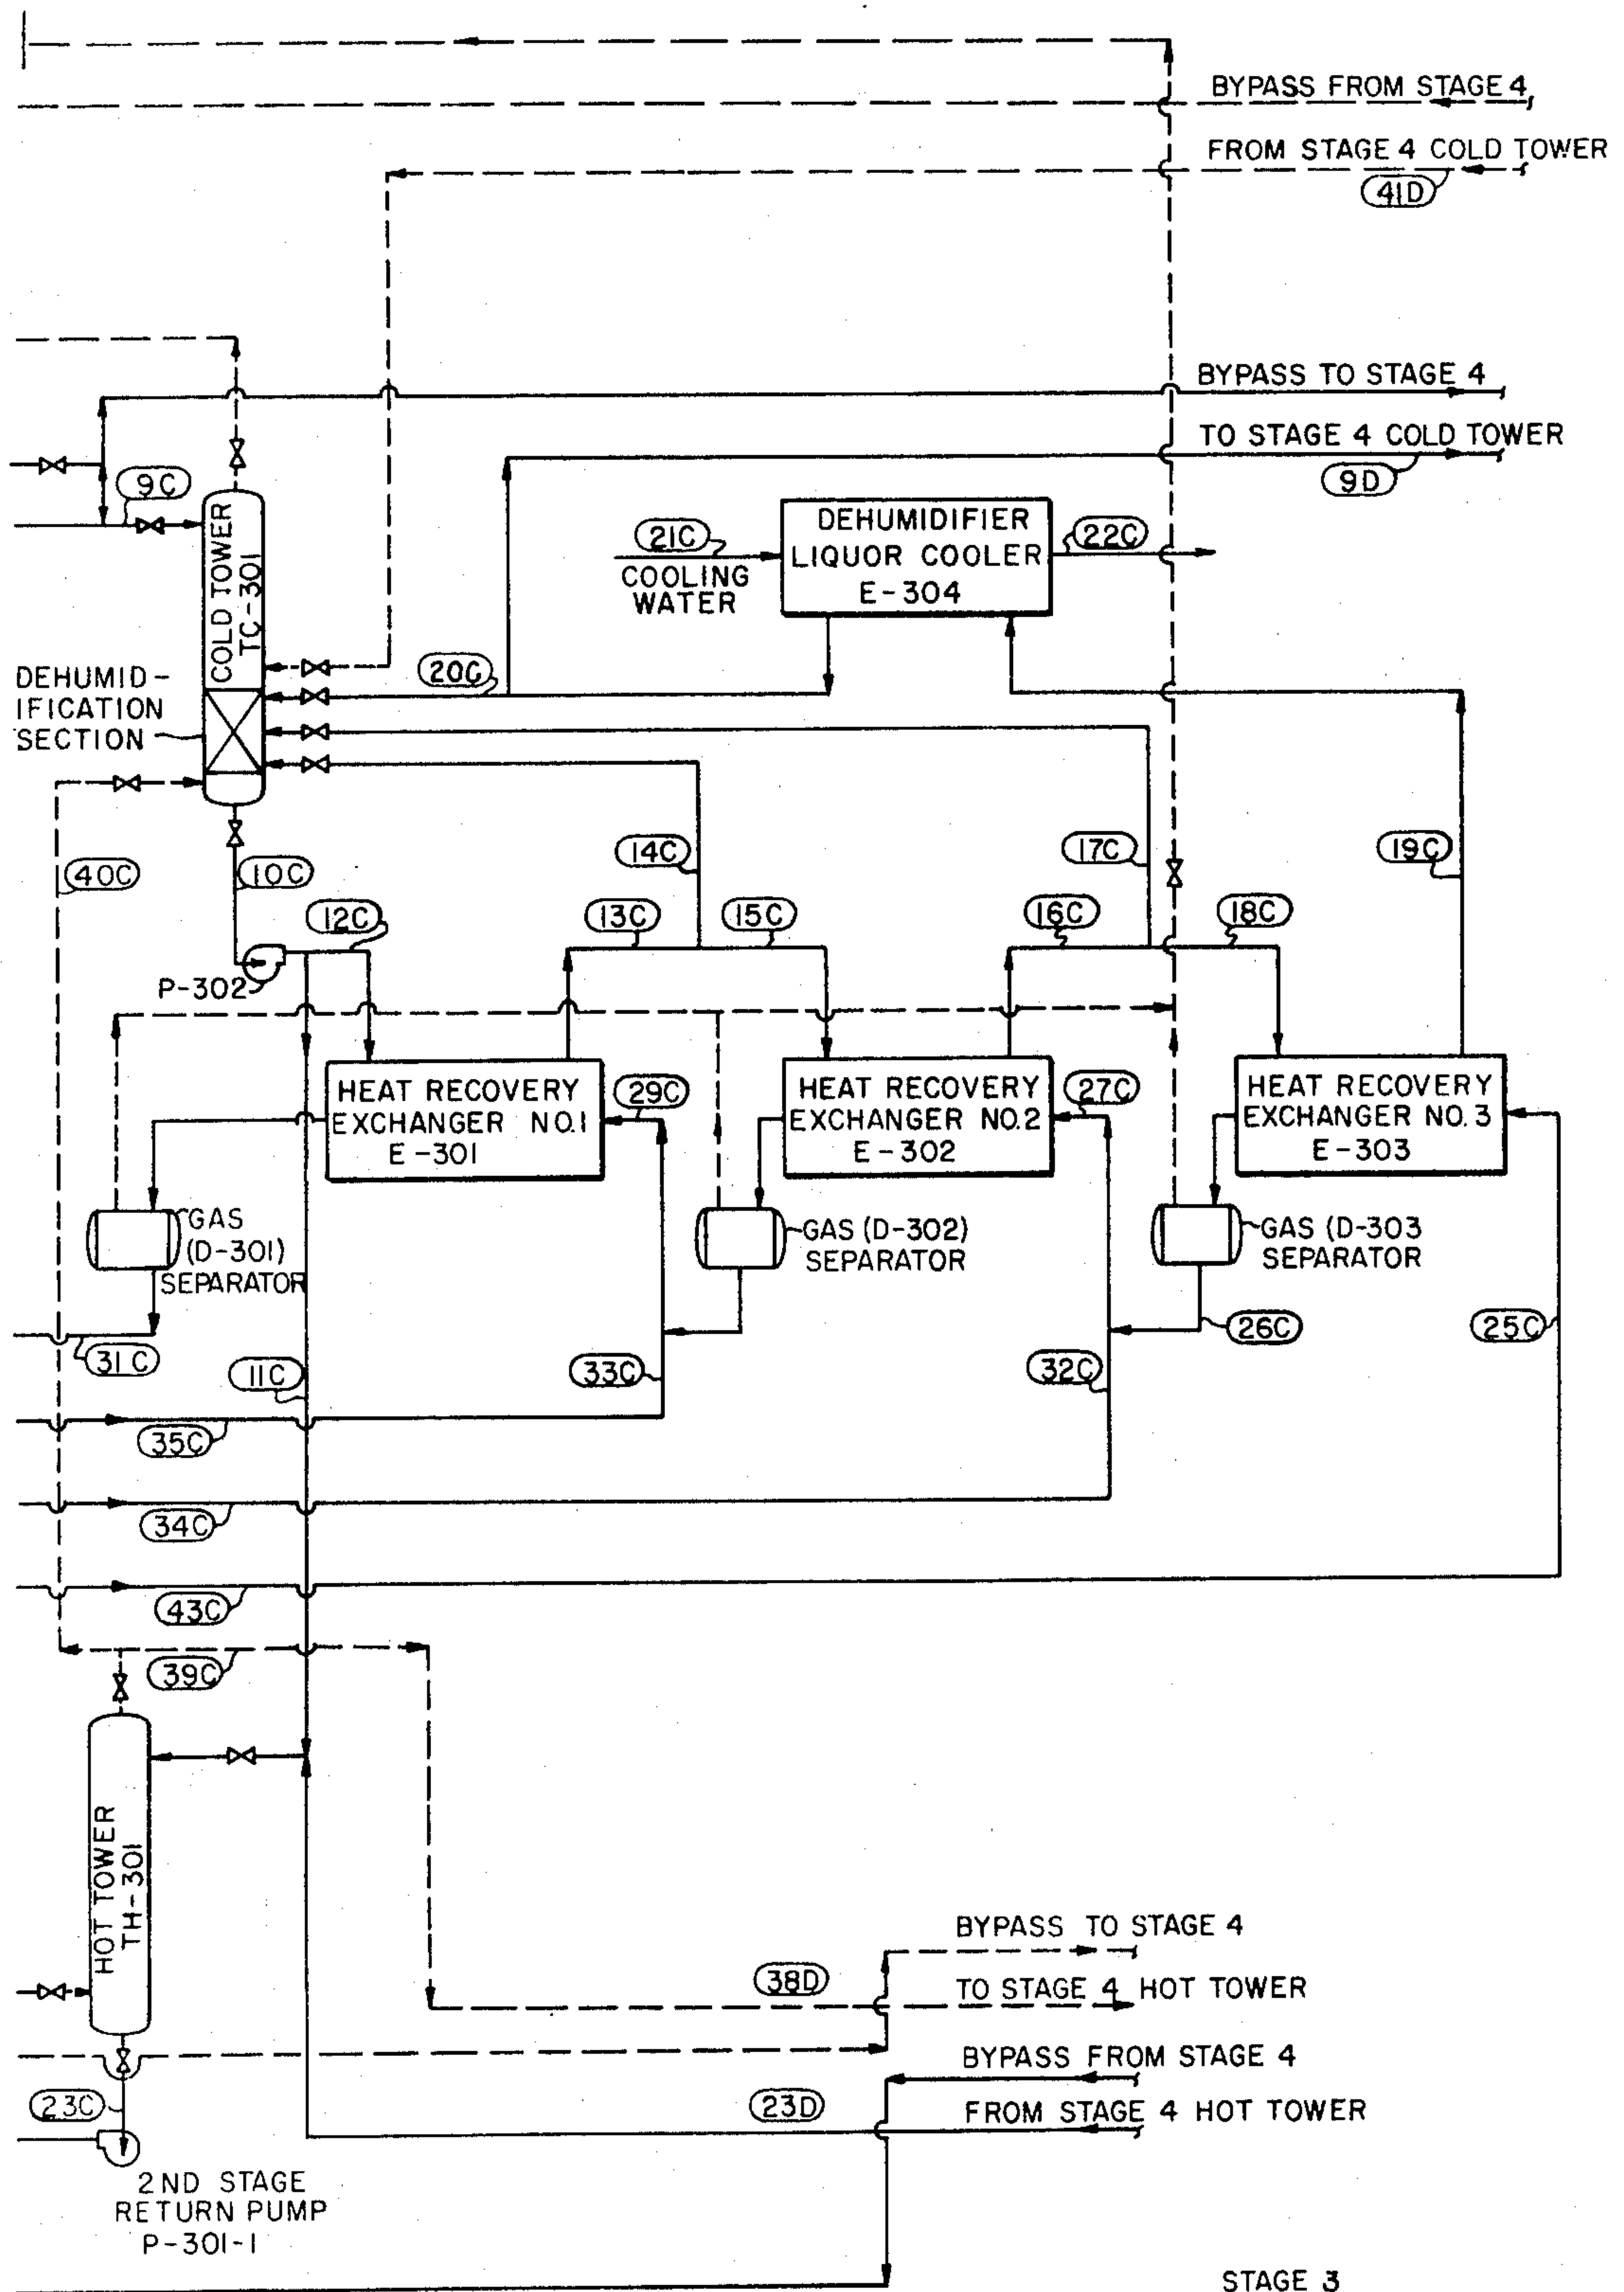 BYPASS FROM STAGE 4
FROM STAGE 4 COLD TOWER
41D
BYPASS TO STAGE 4
TO STAGE 4 COLD TOWER
9D
9C
COLD TOWER
TC-301
21C
COOLING
WATER
DEHUMIDIFIER
LIQUOR COOLER
E-304
22C
20C
DEHUMID-
IFICATION
SECTION
40C
10C
14C
17C
19C
12C
13C
15C
16C
18C
P-302
HEAT RECOVERY
EXCHANGER NO.1
E-301
29C
HEAT RECOVERY
EXCHANGER NO.2
E-302
27C
HEAT RECOVERY
EXCHANGER NO.3
E-303
GAS
(D-301)
SEPARATOR
GAS (D-302)
SEPARATOR
GAS (D-303
SEPARATOR
31C
11C
33C
32C
26C
25C
35C
34C
43C
39C
HOT TOWER
TH-301
BYPASS TO STAGE 4
38D
TO STAGE 4 HOT TOWER
BYPASS FROM STAGE 4
23C
23D
FROM STAGE 4 HOT TOWER
2ND STAGE
RETURN PUMP
P-301-1
STAGE 3